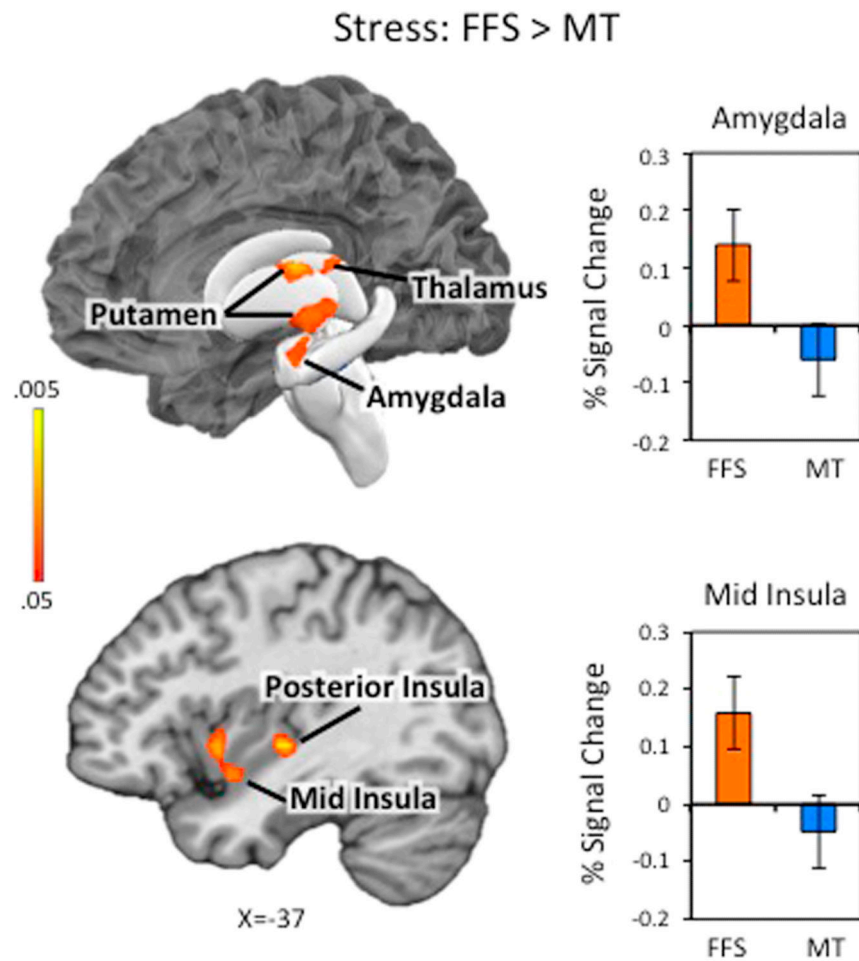 Stress: FFS > MT
Putamen
Thalamus
Amygdala
.005
.05
Amygdala
% Signal Change
0.3
0.2
0.1
0
-0.1
-0.2
FFS
MT
Posterior Insula
Mid Insula
X=-37
Mid Insula
% Signal Change
0.3
0.2
0.1
0
-0.1
-0.2
FFS
MT